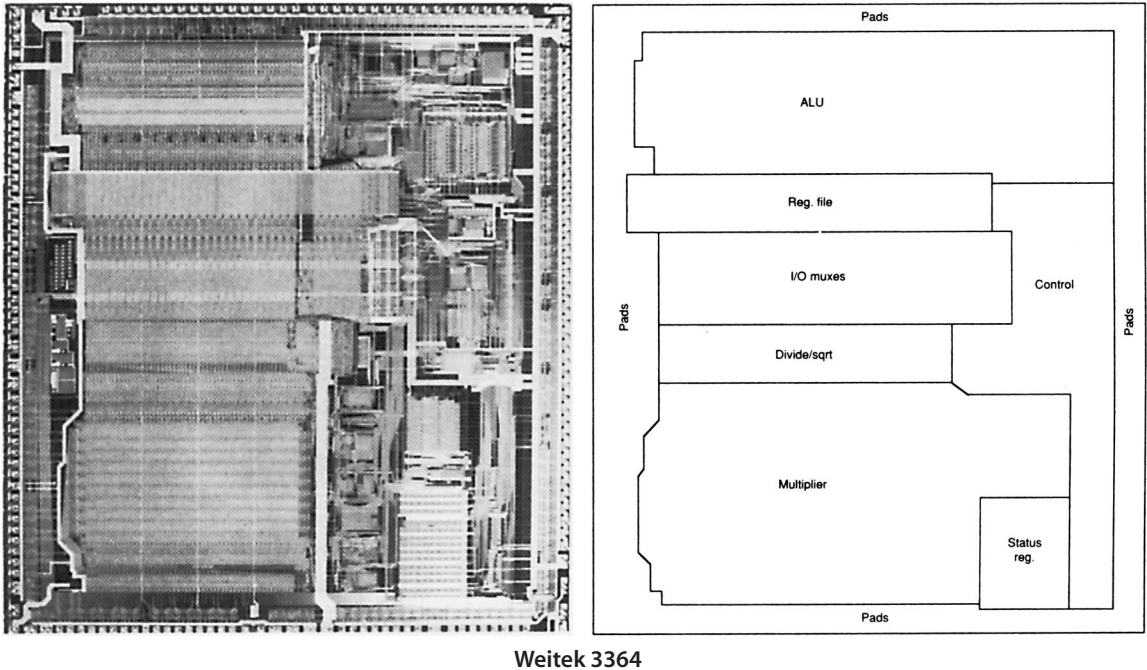 Pads
ALU
Reg. file
I/O muxes
Control
Pads
Pads
Divide/sqrt
Multiplier
Status
reg.
Pads
Weitek 3364